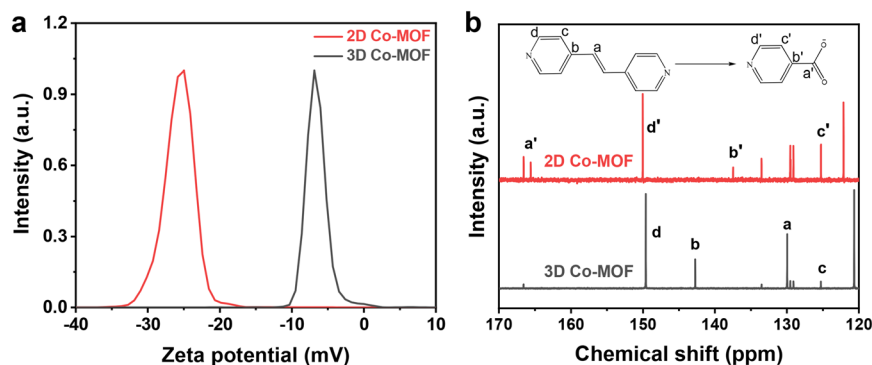 a
1.2
0.9
0.6
0.3
0.0
-40
-30
-20
-10
0
10
Intensity (a.u.)
Zeta potential (mV)
2D Co-MOF
3D Co-MOF
b
d
c
b
a
N
N
d'
c'
b'
a'
N
O
O
-
a'
2D Co-MOF
d'
b'
c'
3D Co-MOF
d
b
a
c
170
160
150
140
130
120
Intensity (a.u.)
Chemical shift (ppm)